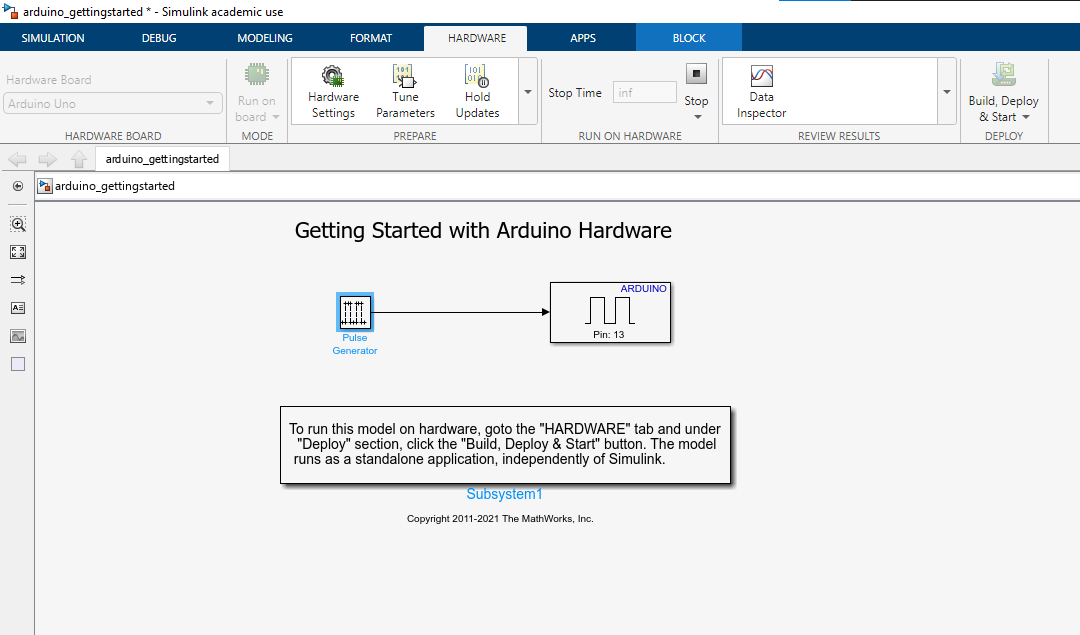 arduino_gettingstarted * - Simulink academic use
SIMULATION DEBUG MODELING FORMAT HARDWARE APPS BLOCK
Hardware Board
Arduino Uno
HARDWARE BOARD
Run on
board
MODE
Hardware
Settings
Tune
Parameters
Hold
Updates
PREPARE
Stop Time inf
Stop
RUN ON HARDWARE
Data
Inspector
REVIEW RESULTS
Build, Deploy
& Start
DEPLOY
arduino_gettingstarted
arduino_gettingstarted
Getting Started with Arduino Hardware
Pulse
Generator
ARDUINO
Pin: 13
To run this model on hardware, goto the "HARDWARE" tab and under
"Deploy" section, click the "Build, Deploy & Start" button. The model
runs as a standalone application, independently of Simulink.
Subsystem1
Copyright 2011-2021 The MathWorks, Inc.